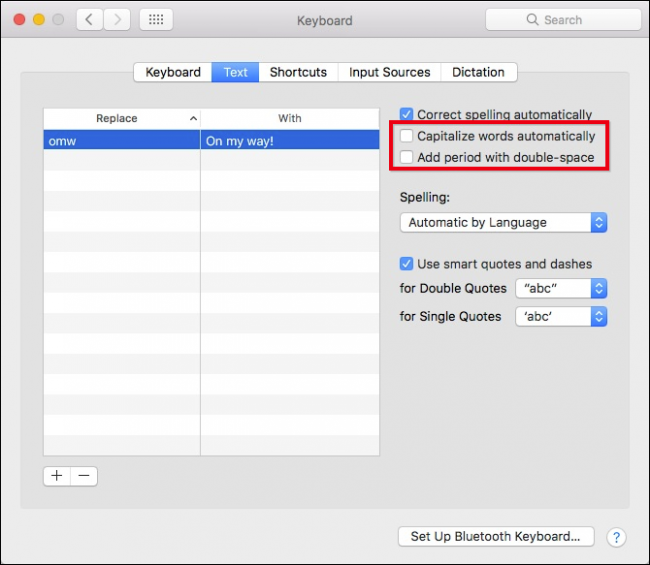 Keyboard
Search
Keyboard Text Shortcuts Input Sources Dictation
Replace With
omw On my way!
Correct spelling automatically
Capitalize words automatically
Add period with double-space
Spelling:
Automatic by Language
Use smart quotes and dashes
for Double Quotes “abc”
for Single Quotes ‘abc’
+ −
Set Up Bluetooth Keyboard... ?